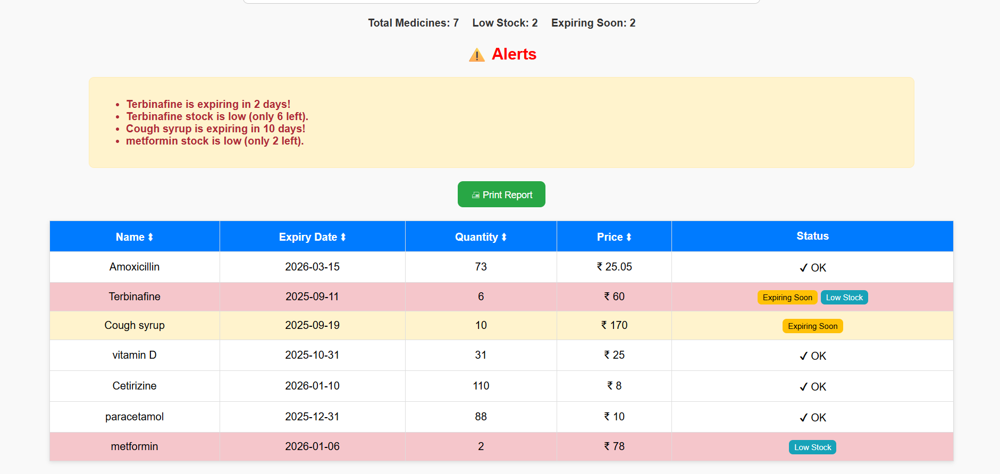 Total Medicines: 7 Low Stock: 2 Expiring Soon: 2
⚠️ Alerts
• Terbinafine is expiring in 2 days!
• Terbinafine stock is low (only 6 left).
• Cough syrup is expiring in 10 days!
• metformin stock is low (only 2 left).
🖨 Print Report
Name ⬍ Expiry Date ⬍ Quantity ⬍ Price ⬍ Status
Amoxicillin 2026-03-15 73 ₹ 25.05 ✓ OK
Terbinafine 2025-09-11 6 ₹ 60 Expiring Soon Low Stock
Cough syrup 2025-09-19 10 ₹ 170 Expiring Soon
vitamin D 2025-10-31 31 ₹ 25 ✓ OK
Cetirizine 2026-01-10 110 ₹ 8 ✓ OK
paracetamol 2025-12-31 88 ₹ 10 ✓ OK
metformin 2026-01-06 2 ₹ 78 Low Stock